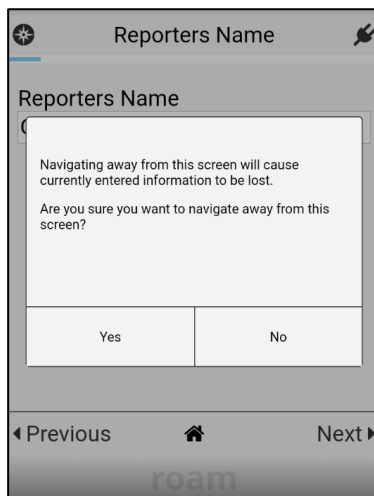 Reporters Name
Reporters Name
Navigating away from this screen will cause
currently entered information to be lost.
Are you sure you want to navigate away from this
screen?
Yes No
Previous Next
roam